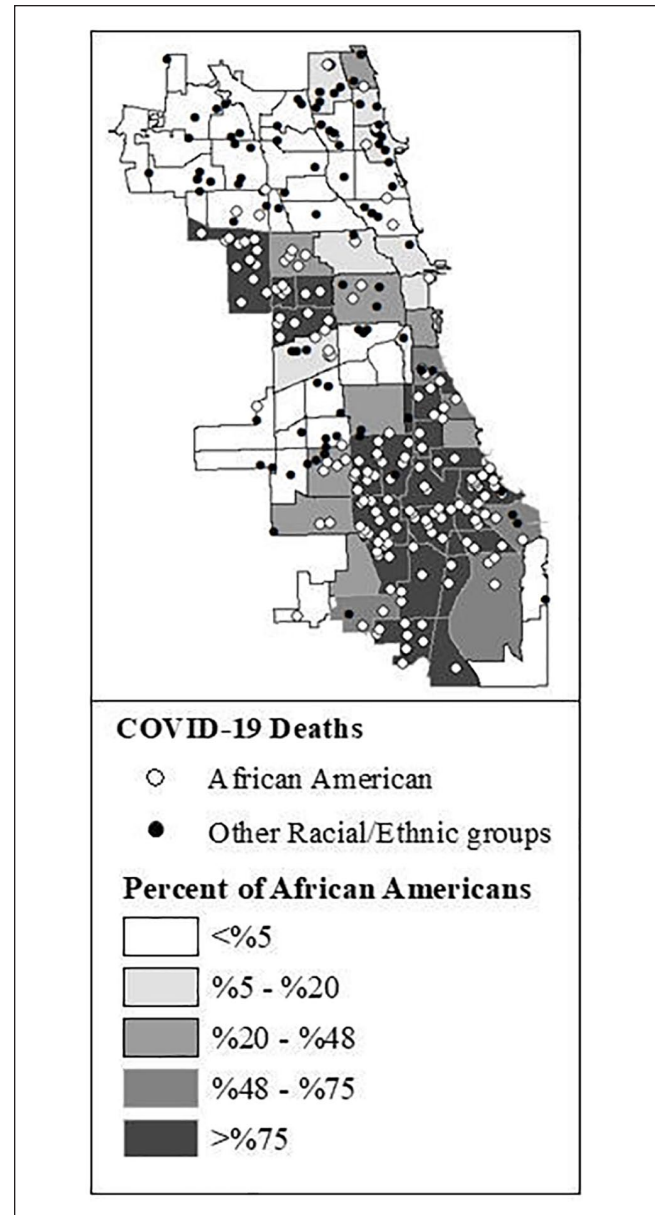 COVID-19 Deaths
African American
Other Racial/Ethnic groups
Percent of African Americans
<%5
%5 - %20
%20 - %48
%48 - %75
>%75